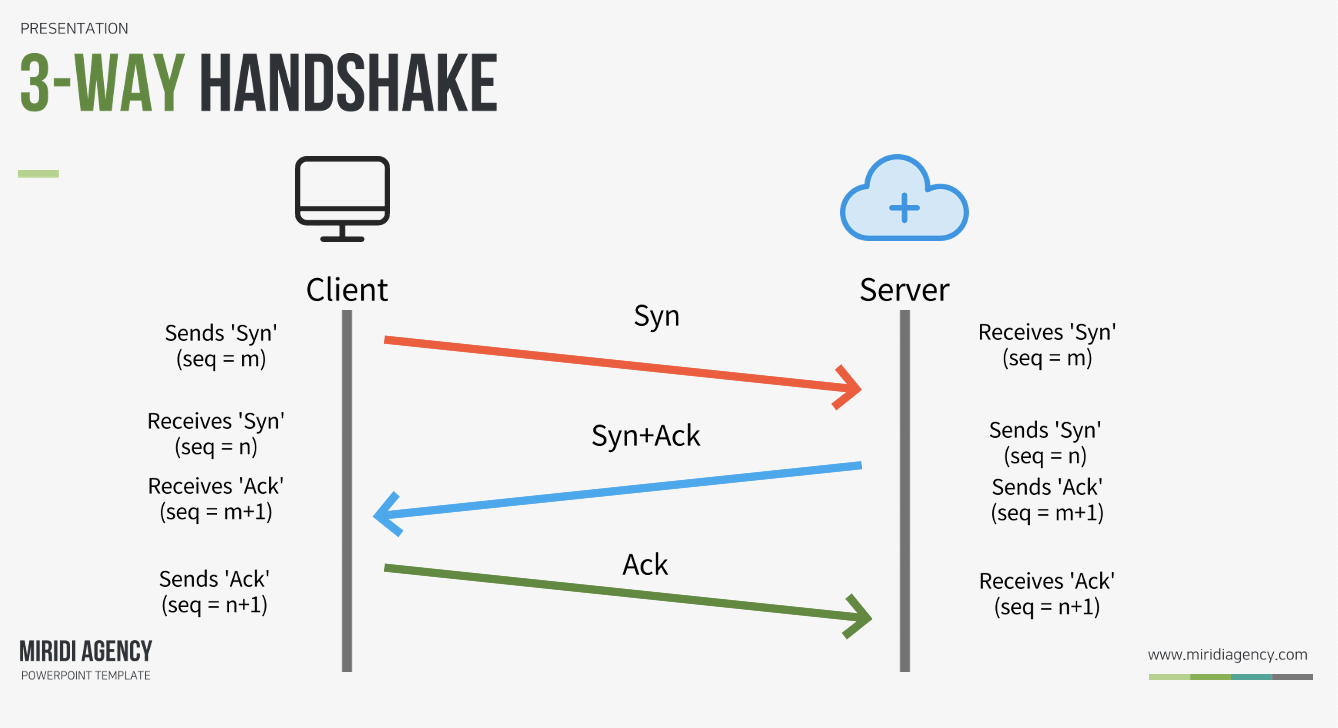 PRESENTATION
3-WAY HANDSHAKE
Client
Server
Syn
Sends 'Syn'
(seq = m)
Receives 'Syn'
(seq = m)
Receives 'Syn'
(seq = n)
Syn+Ack
Sends 'Syn'
(seq = n)
Receives 'Ack'
(seq = m+1)
Sends 'Ack'
(seq = m+1)
Ack
Sends 'Ack'
(seq = n+1)
Receives 'Ack'
(seq = n+1)
MIRIDI AGENCY
POWERPOINT TEMPLATE
www.miridiagency.com